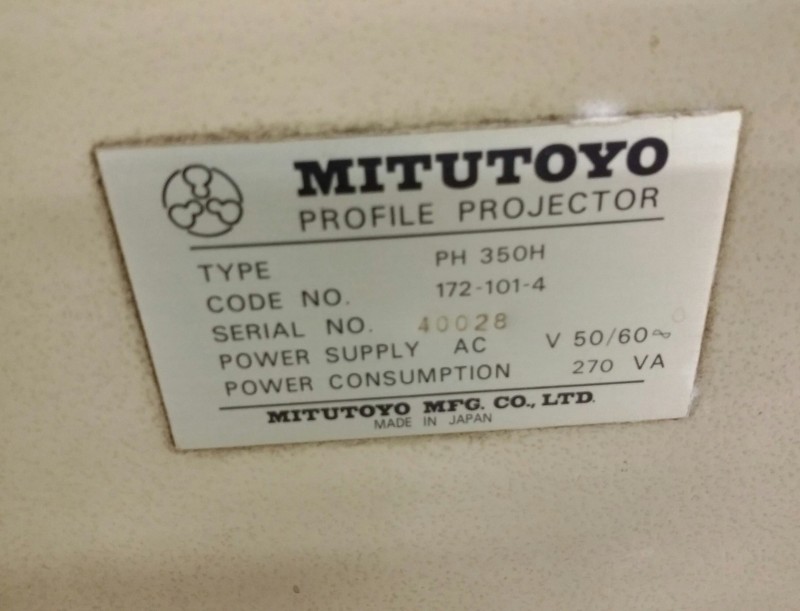 MITUTOYO
PROFILE PROJECTOR
TYPE PH 350H
CODE NO. 172-101-4
SERIAL NO. 40028
POWER SUPPLY AC V 50/60~
POWER CONSUMPTION 270 VA
MITUTOYO MFG. CO., LTD.
MADE IN JAPAN